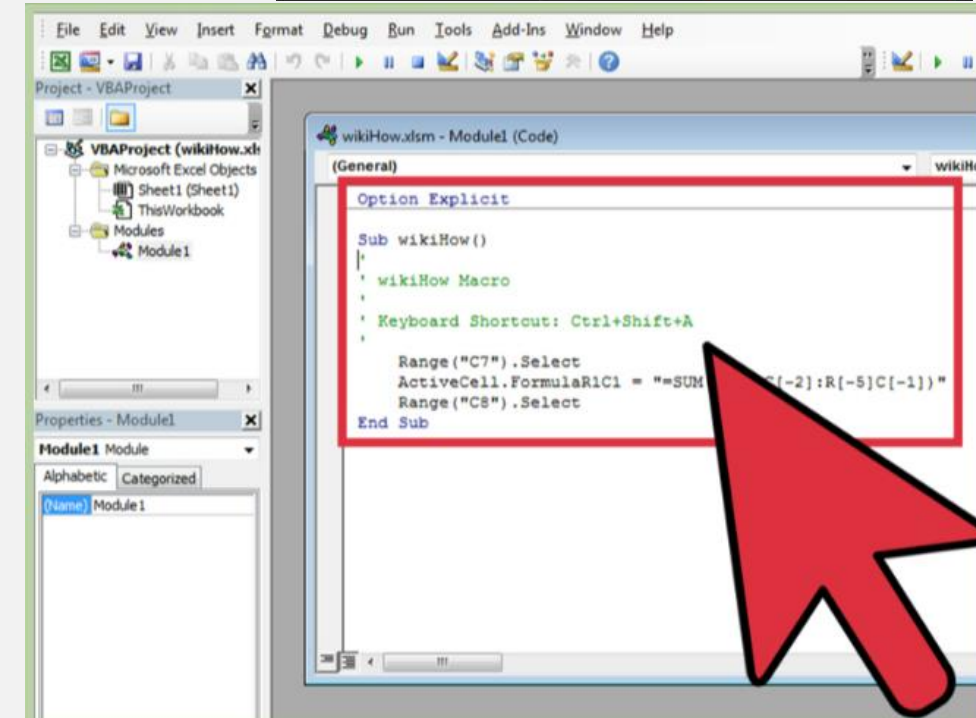 File Edit View Insert Format Debug Run Tools Add-Ins Window Help
Project - VBAProject
VBAProject (wikiHow.xls
Microsoft Excel Objects
Sheet1 (Sheet1)
ThisWorkbook
Modules
Module1
Properties - Module1
Module1 Module
Alphabetic Categorized
(Name) Module1
wikiHow.xlsm - Module1 (Code)
(General) wikiHo
Option Explicit
Sub wikiHow()
'
' wikiHow Macro
'
' Keyboard Shortcut: Ctrl+Shift+A
'
Range("C7").Select
ActiveCell.FormulaR1C1 = "=SUM C[-2]:R[-5]C[-1])"
Range("C8").Select
End Sub